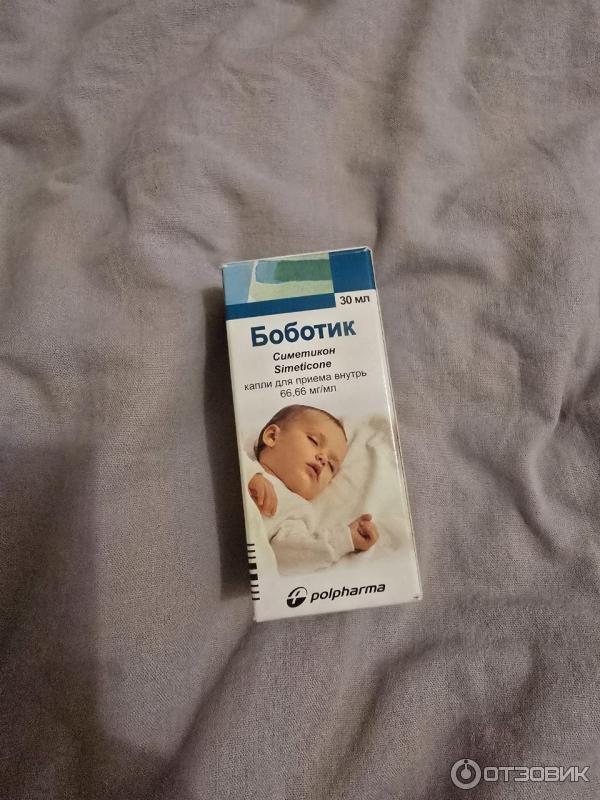 30 мл
Боботик
Симетикон
Simeticone
капли для приема внутрь
66,66 мг/мл
polpharma
ОТЗОВИК